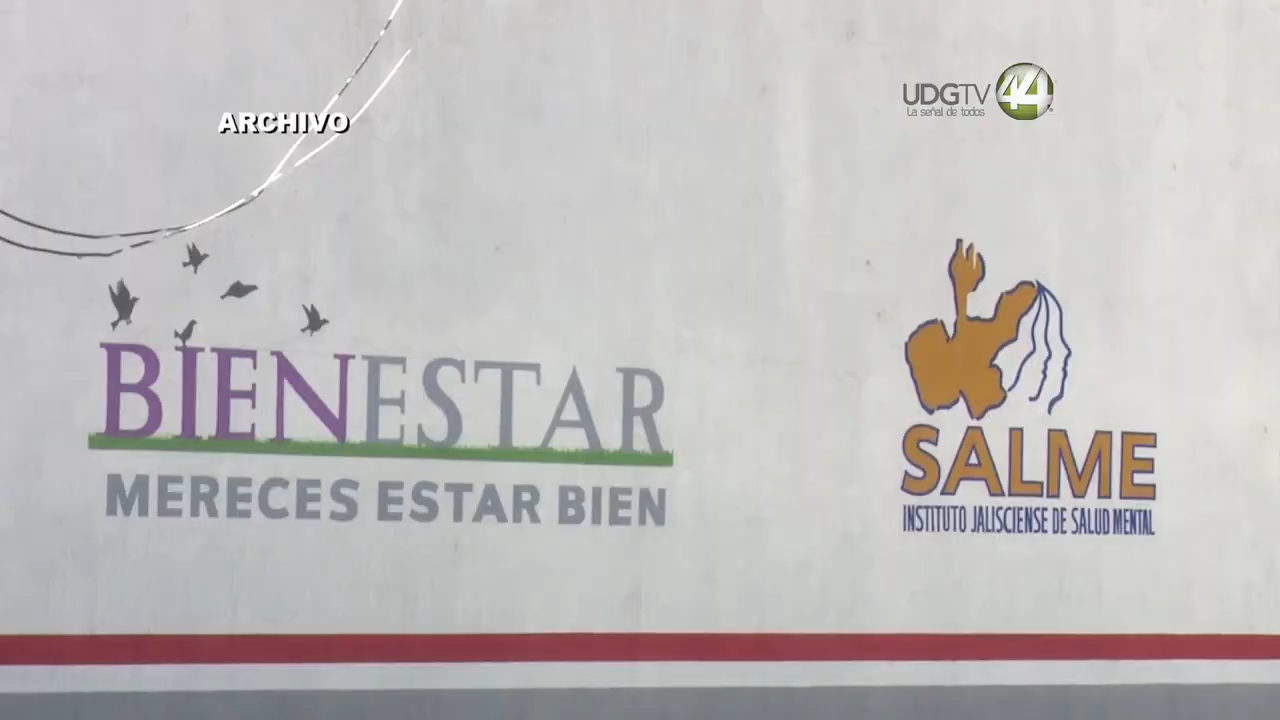 ARCHIVO
UDGTV 44
La señal de todos
BIENESTAR
MERECES ESTAR BIEN
SALME
INSTITUTO JALISCIENSE DE SALUD MENTAL